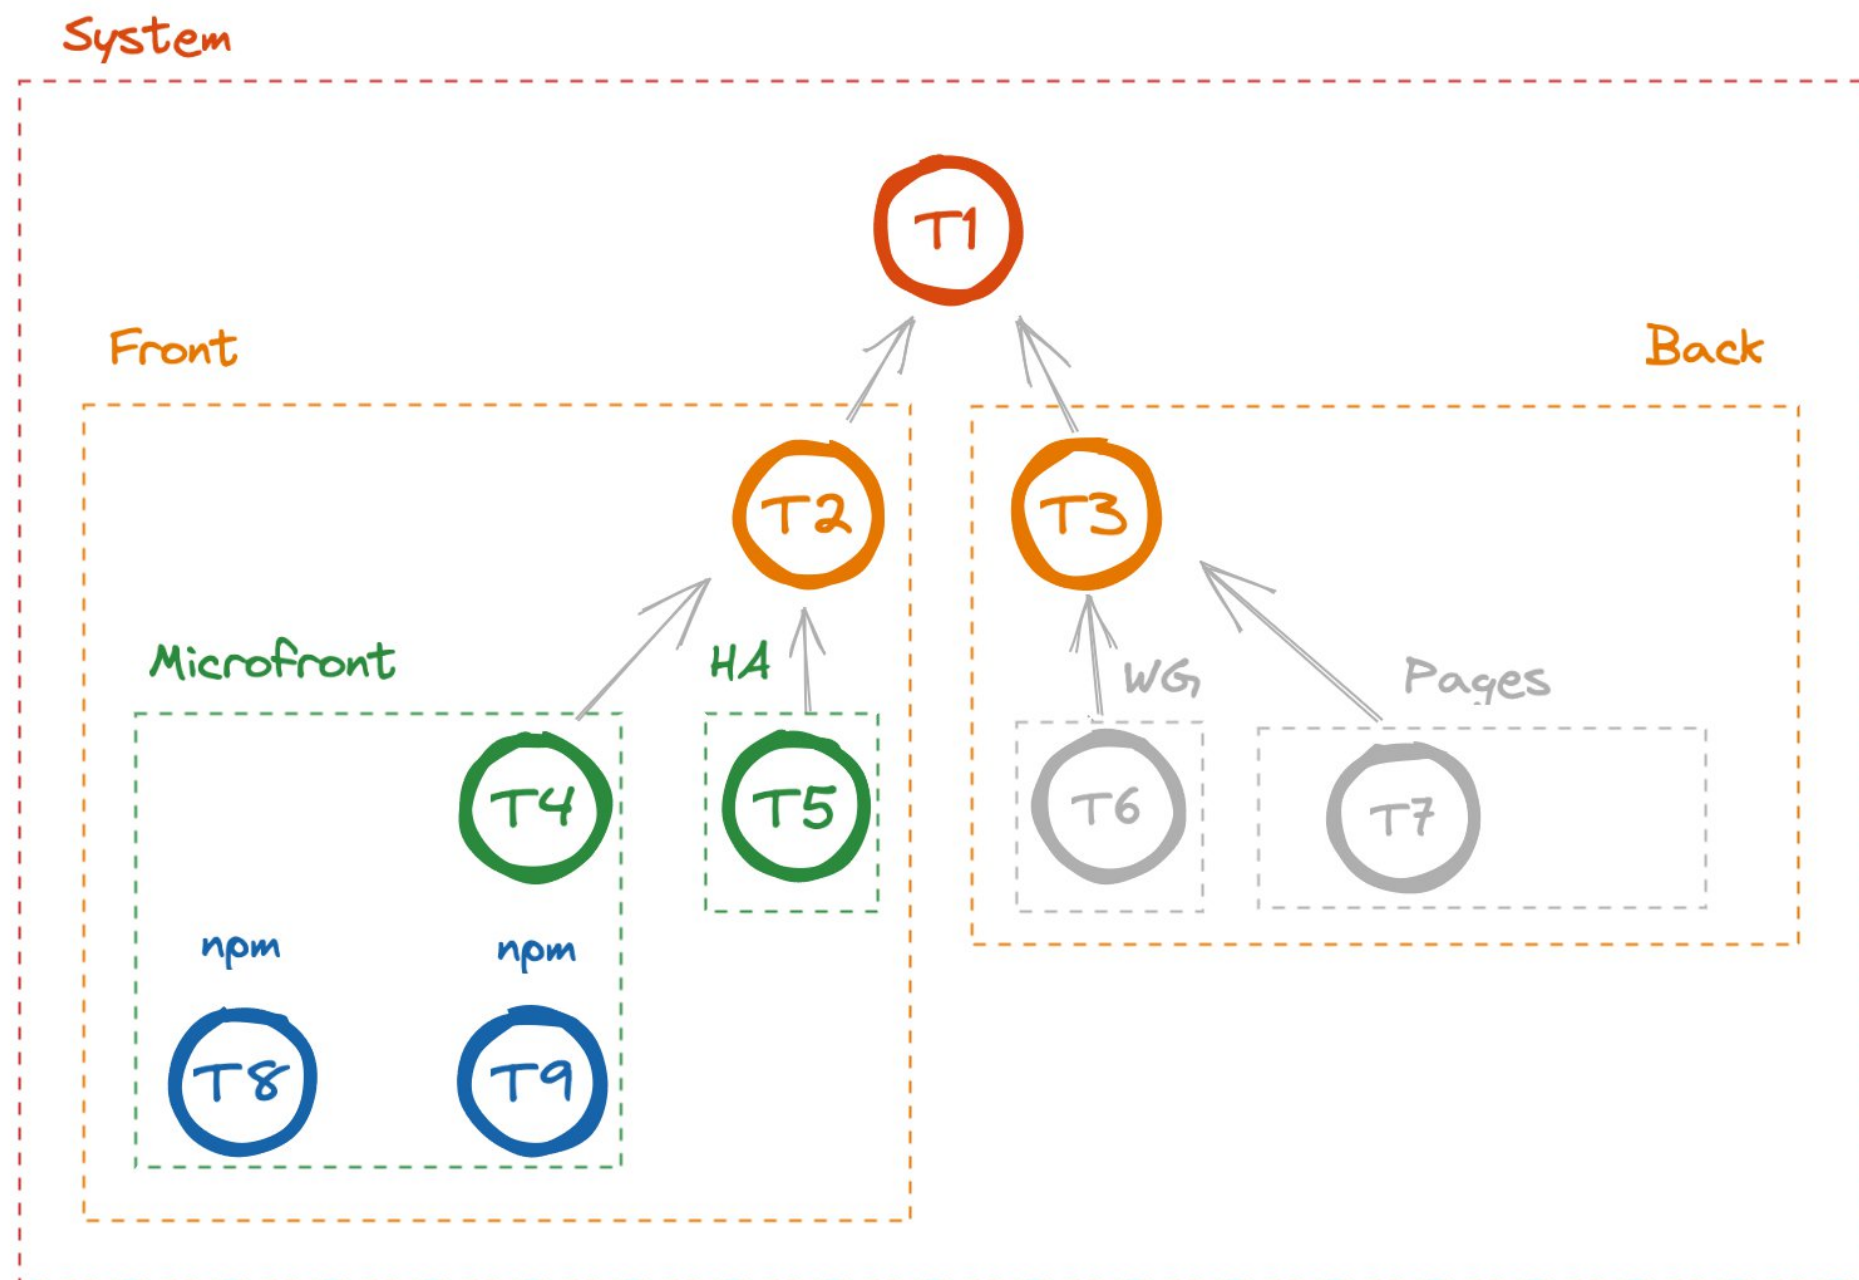 System
T1
Front
Back
T2
T3
Microfront
HA
WG
Pages
T4
T5
T6
T7
npm
npm
T8
T9